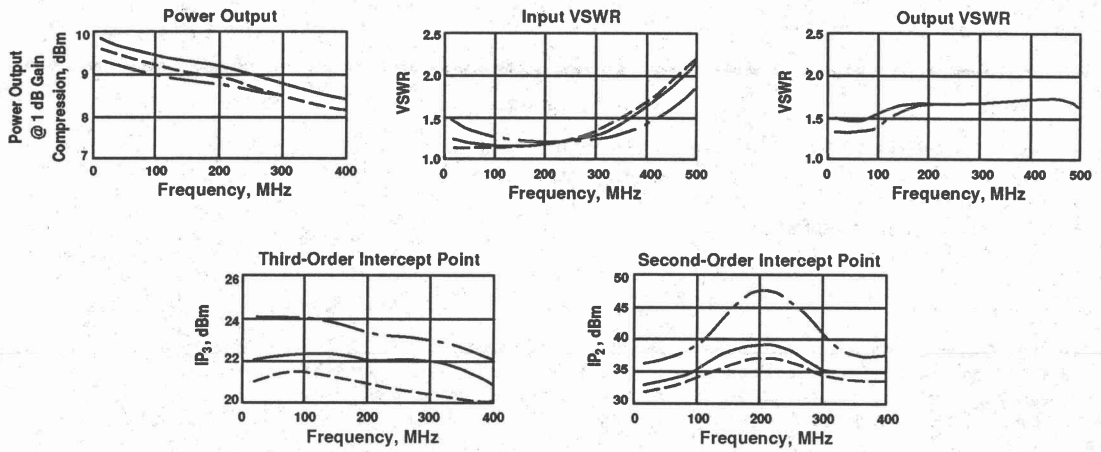 Power Output
Power Output
@ 1 dB Gain
Compression, dBm
10
9
8
7
0 100 200 300 400
Frequency, MHz
Input VSWR
VSWR
2.5
2.0
1.5
1.0
0 100 200 300 400 500
Frequency, MHz
Output VSWR
VSWR
2.5
2.0
1.5
1.0
0 100 200 300 400 500
Frequency, MHz
Third-Order Intercept Point
IP3, dBm
26
24
22
20
0 100 200 300 400
Frequency, MHz
Second-Order Intercept Point
IP2, dBm
50
45
40
35
30
0 100 200 300 400
Frequency, MHz